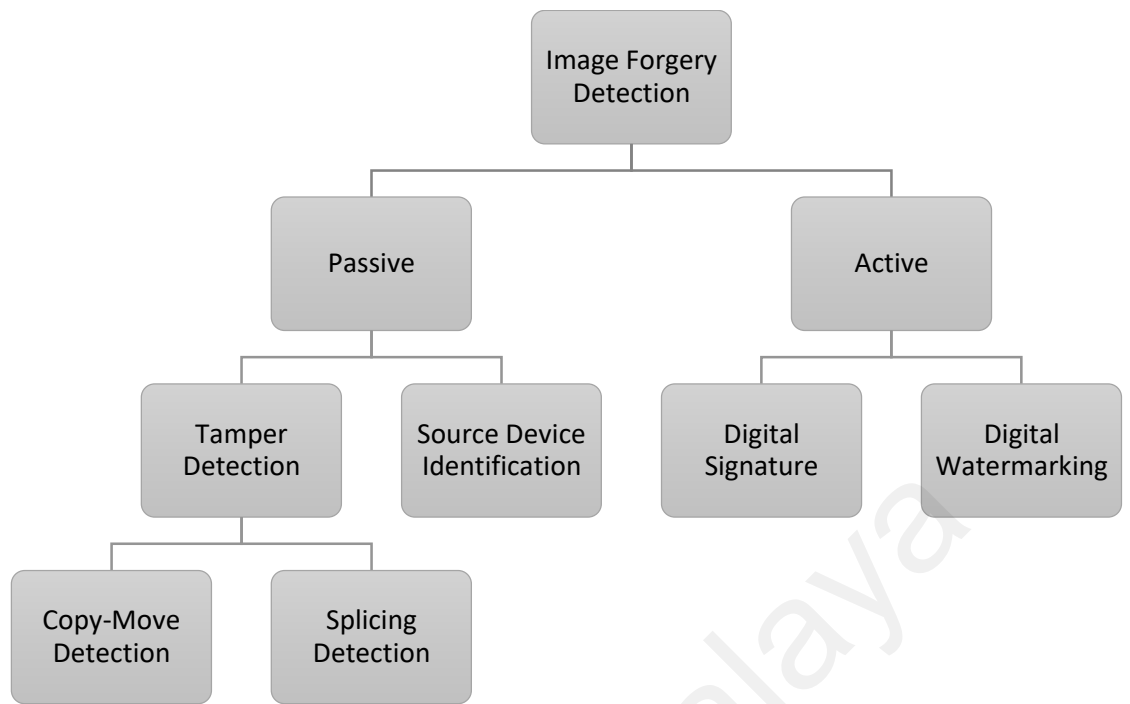 Image Forgery
Detection
Passive
Active
Tamper
Detection
Source Device
Identification
Digital
Signature
Digital
Watermarking
Copy-Move
Detection
Splicing
Detection
alaya